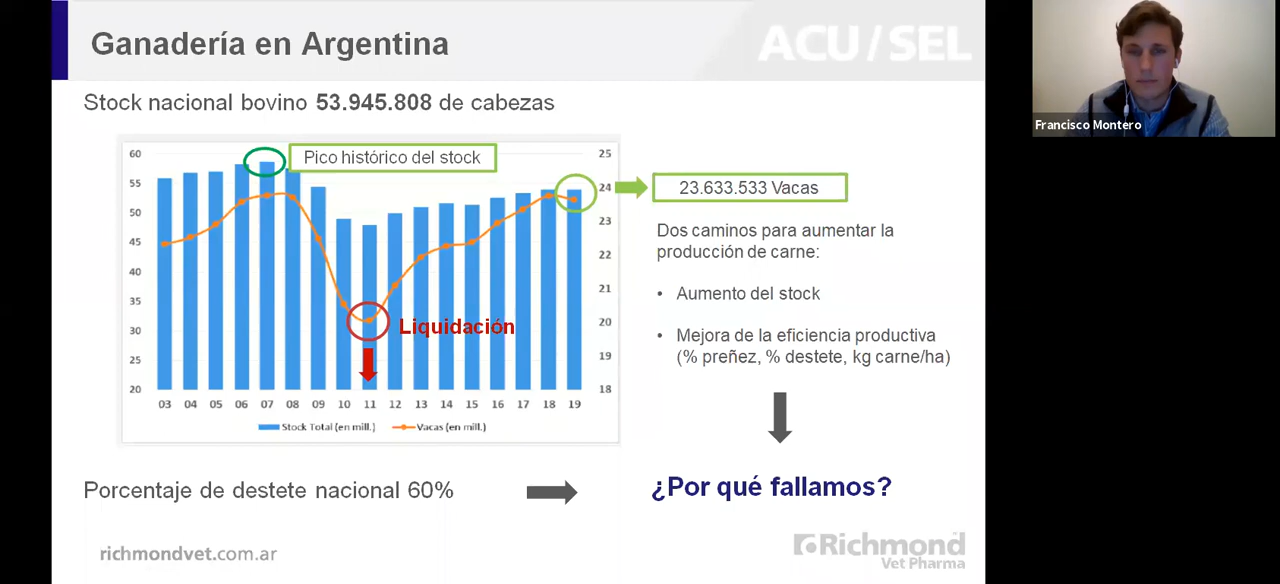 Ganadería en Argentina
ACU/SEL
Francisco Montero
Stock nacional bovino 53.945.808 de cabezas
Pico histórico del stock
60
55
50
45
40
35
30
25
20
25
24
23
22
21
20
19
18
Liquidación
03 04 05 06 07 08 09 10 11 12 13 14 15 16 17 18 19
Stock Total (en mill.) Vacas (en mill.)
23.633.533 Vacas
Dos caminos para aumentar la
producción de carne:
• Aumento del stock
• Mejora de la eficiencia productiva
(% preñez, % destete, kg carne/ha)
Porcentaje de destete nacional 60%
¿Por qué fallamos?
richmondvet.com.ar
Richmond
Vet Pharma